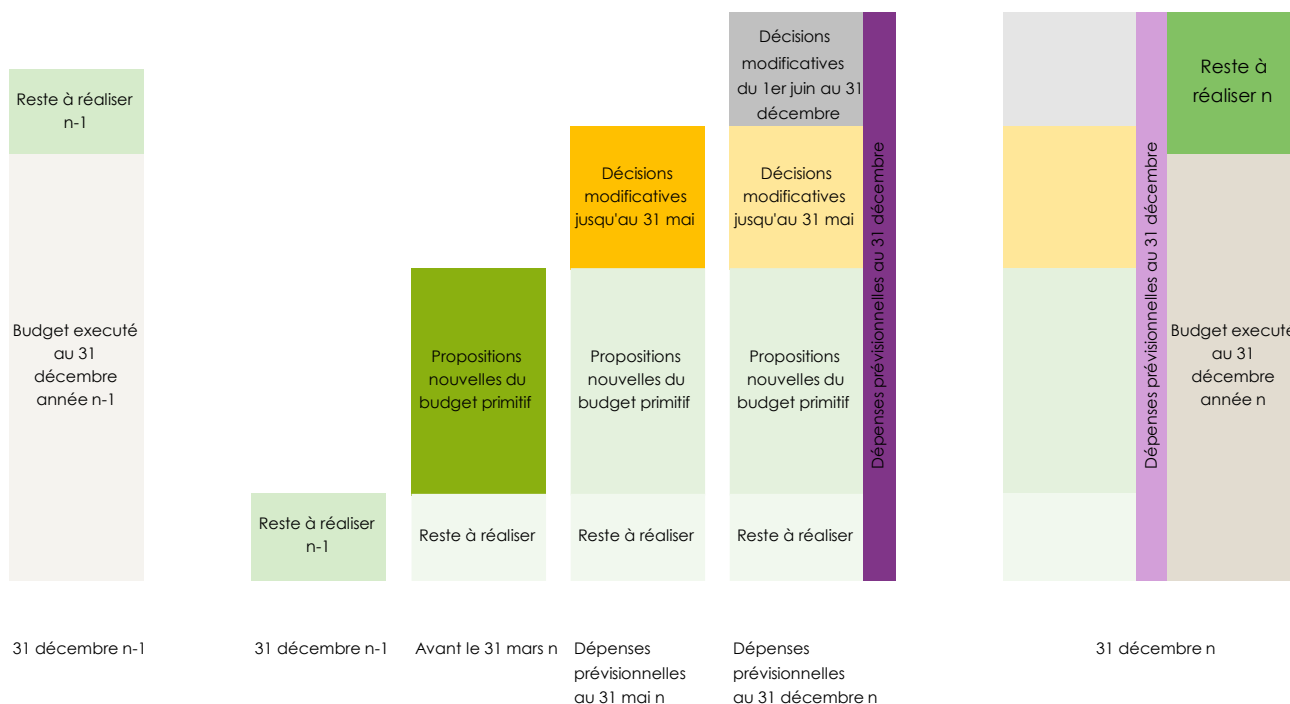 Reste à réaliser
n-1
Budget executé
au 31
décembre
année n-1
31 décembre n-1
Reste à réaliser
n-1
31 décembre n-1
Propositions
nouvelles du
budget primitif
Reste à réaliser
Avant le 31 mars n
Décisions
modificatives
jusqu'au 31 mai
Propositions
nouvelles du
budget primitif
Reste à réaliser
Dépenses
prévisionnelles
au 31 mai n
Décisions
modificatives
du 1er juin au 31
décembre
Décisions
modificatives
jusqu'au 31 mai
Propositions
nouvelles du
budget primitif
Reste à réaliser
Dépenses prévisionnelles au 31 décembre
Dépenses
prévisionnelles
au 31 décembre n
Dépenses prévisionnelles au 31 décembre
Reste à
réaliser n
Budget executé
au 31
décembre
année n
31 décembre n